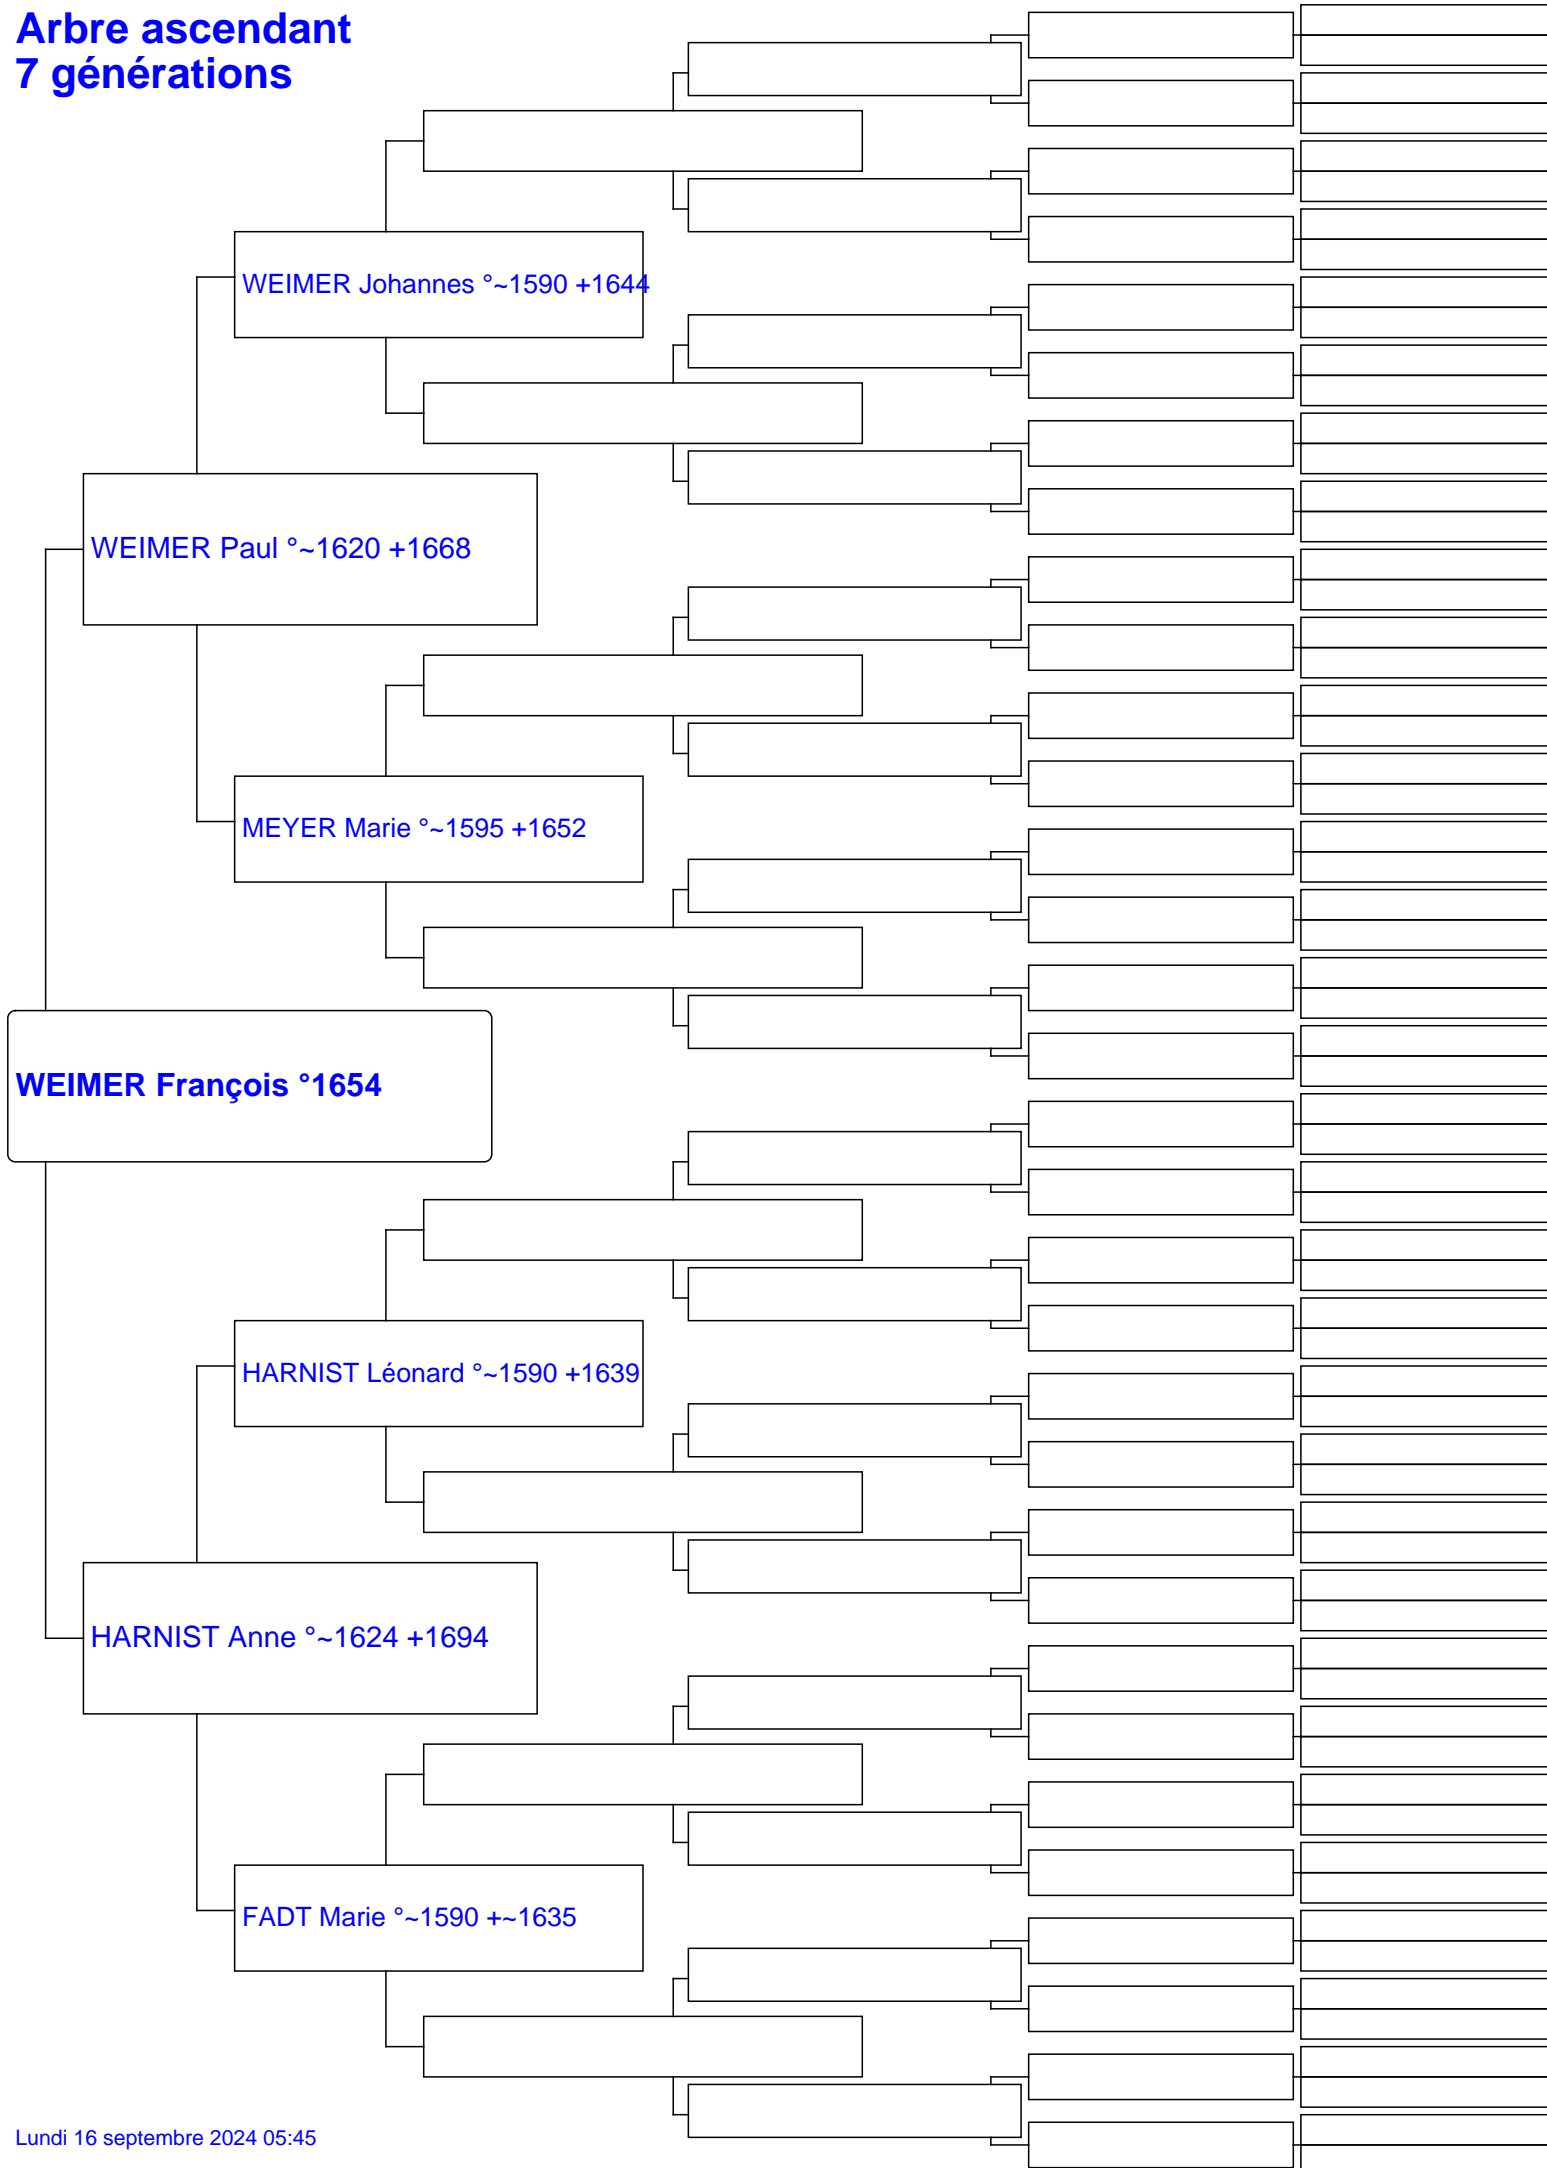 Arbre ascendant
7 générations
WEIMER Johannes °~1590 +1644
WEIMER Paul °~1620 +1668
MEYER Marie °~1595 +1652
WEIMER François °1654
HARNIST Léonard °~1590 +1639
HARNIST Anne °~1624 +1694
FADT Marie °~1590 +~1635
Lundi 16 septembre 2024 05:45